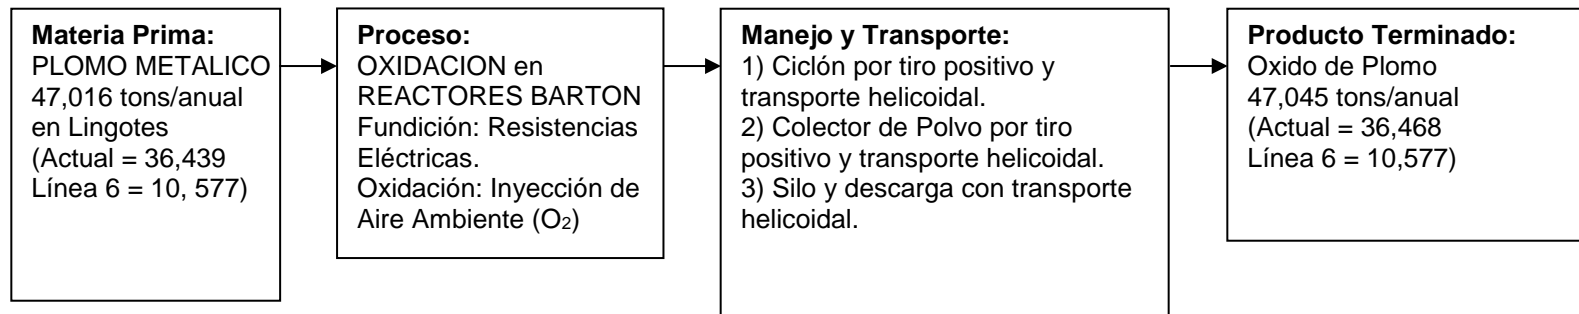 Materia Prima:
PLOMO METALICO
47,016 tons/anual
en Lingotes
(Actual = 36,439
Línea 6 = 10, 577)
Proceso:
OXIDACION en
REACTORES BARTON
Fundición: Resistencias
Eléctricas.
Oxidación: Inyección de
Aire Ambiente (O₂)
Manejo y Transporte:
1) Ciclón por tiro positivo y
transporte helicoidal.
2) Colector de Polvo por tiro
positivo y transporte helicoidal.
3) Silo y descarga con transporte
helicoidal.
Producto Terminado:
Oxido de Plomo
47,045 tons/anual
(Actual = 36,468
Línea 6 = 10,577)